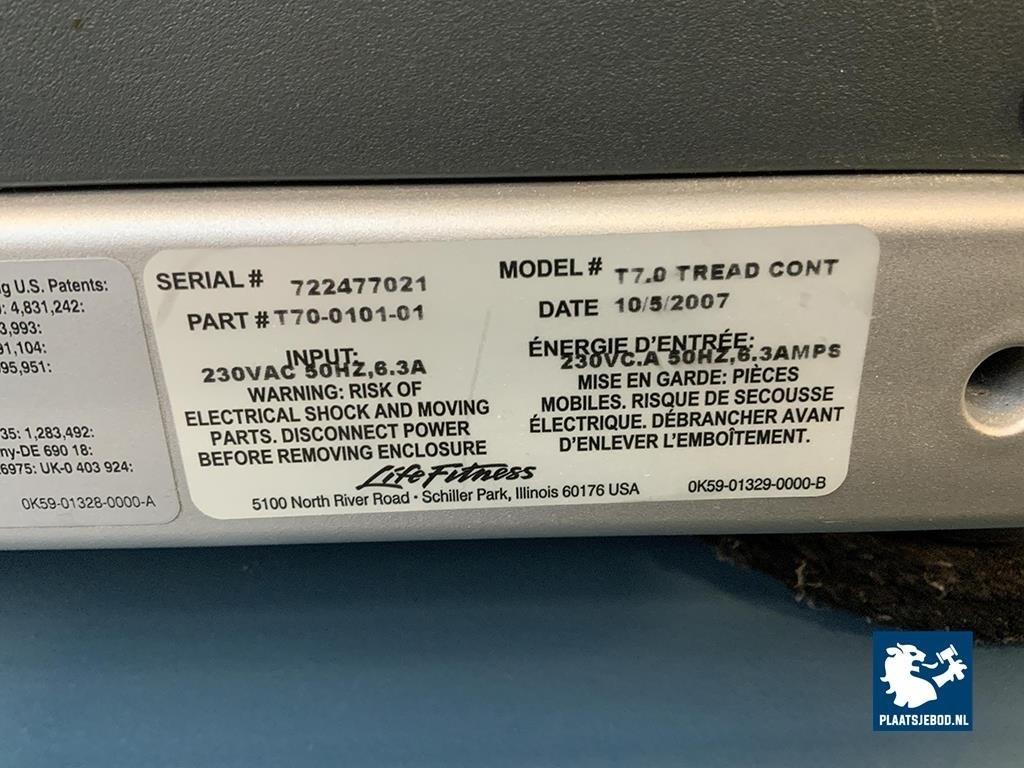 g U.S. Patents:
: 4,831,242:
3,993:
91,104:
95,951:
35: 1,283,492:
ny-DE 690 18:
6975: UK-0 403 924:
0K59-01328-0000-A
SERIAL # 722477021
PART # T70-0101-01
INPUT:
230VAC 50HZ,6.3A
WARNING: RISK OF
ELECTRICAL SHOCK AND MOVING
PARTS. DISCONNECT POWER
BEFORE REMOVING ENCLOSURE
MODEL # T7.0 TREAD CONT
DATE 10/5/2007
ÉNERGIE D'ENTRÉE:
230VC.A 50HZ,6.3AMPS
MISE EN GARDE: PIÈCES
MOBILES. RISQUE DE SECOUSSE
ÉLECTRIQUE. DÉBRANCHER AVANT
D'ENLEVER L'EMBOÎTEMENT.
Life Fitness
5100 North River Road · Schiller Park, Illinois 60176 USA
0K59-01329-0000-B
PLAATSJEBOD.NL